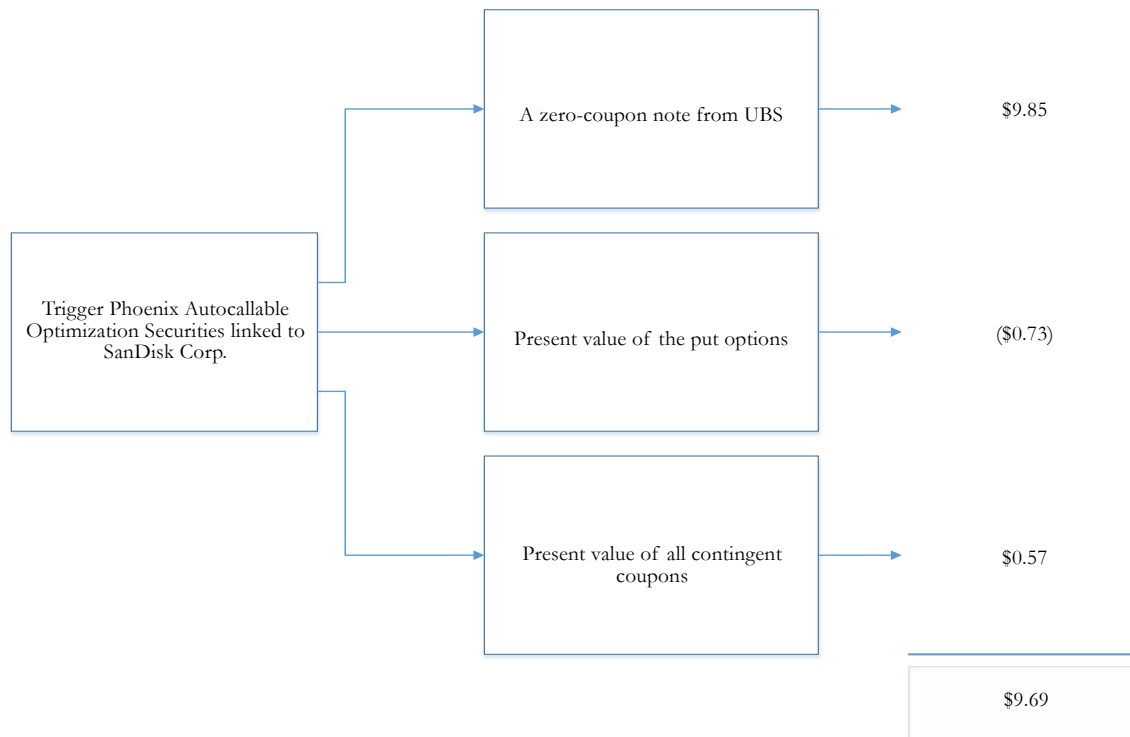 A zero-coupon note from UBS
$9.85
Trigger Phoenix Autocallable
Optimization Securities linked to
SanDisk Corp.
Present value of the put options
($0.73)
Present value of all contingent
coupons
$0.57
$9.69